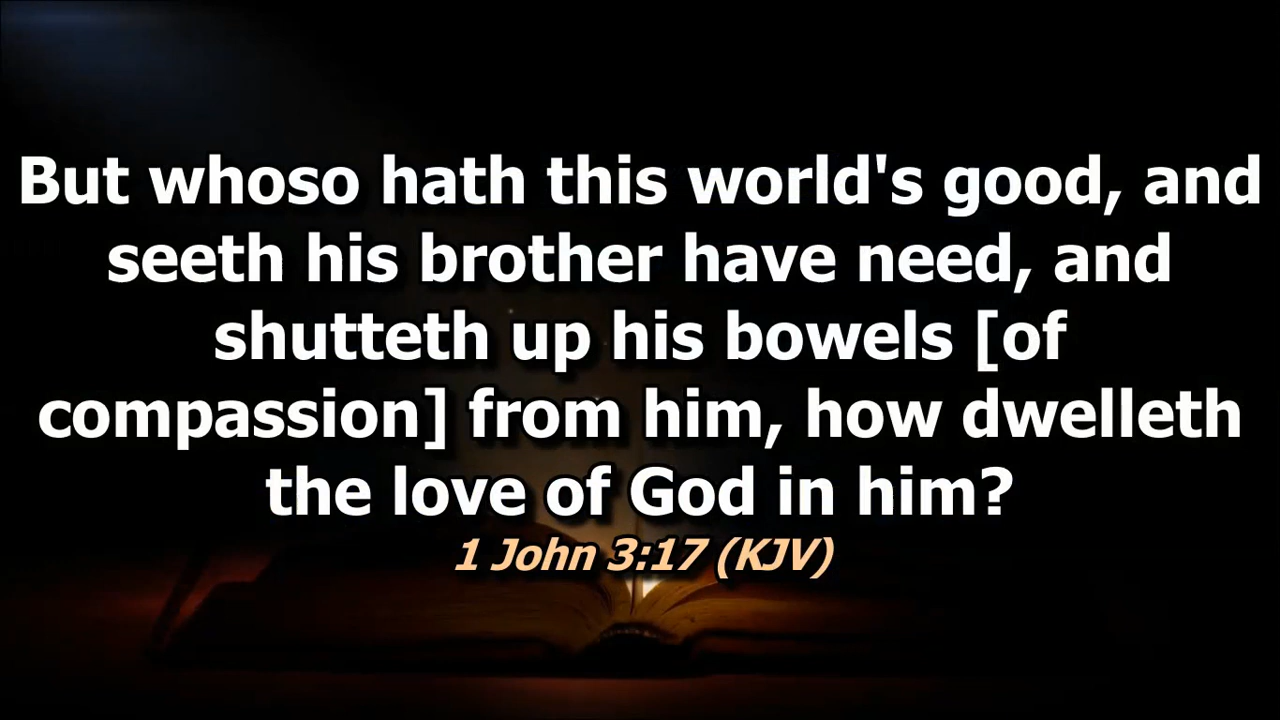 But whoso hath this world's good, and
seeth his brother have need, and
shutteth up his bowels [of
compassion] from him, how dwelleth
the love of God in him?
1 John 3:17 (KJV)